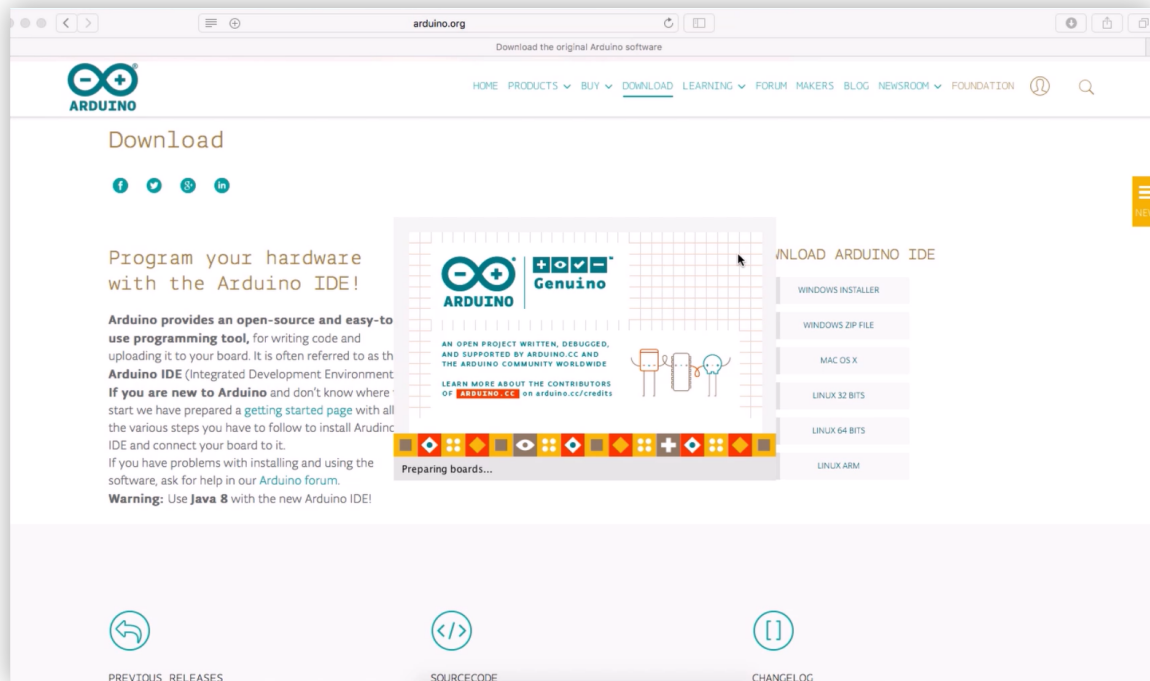 arduino.org
Download the original Arduino software
ARDUINO
HOME PRODUCTS BUY DOWNLOAD LEARNING FORUM MAKERS BLOG NEWSROOM FOUNDATION
Download
Program your hardware
with the Arduino IDE!
Arduino provides an open-source and easy-to
use programming tool, for writing code and
uploading it to your board. It is often referred to as th
Arduino IDE (Integrated Development Environment
If you are new to Arduino and don't know where
start we have prepared a getting started page with all
the various steps you have to follow to install Arudino
IDE and connect your board to it.
If you have problems with installing and using the
software, ask for help in our Arduino forum.
Warning: Use Java 8 with the new Arduino IDE!
ARDUINO
Genuino
AN OPEN PROJECT WRITTEN, DEBUGGED,
AND SUPPORTED BY ARDUINO.CC AND
THE ARDUINO COMMUNITY WORLDWIDE
LEARN MORE ABOUT THE CONTRIBUTORS
OF ARDUINO.CC on arduino.cc/credits
Preparing boards...
WNLOAD ARDUINO IDE
WINDOWS INSTALLER
WINDOWS ZIP FILE
MAC OS X
LINUX 32 BITS
LINUX 64 BITS
LINUX ARM
PREVIOUS RELEASES
SOURCECODE
CHANGELOG